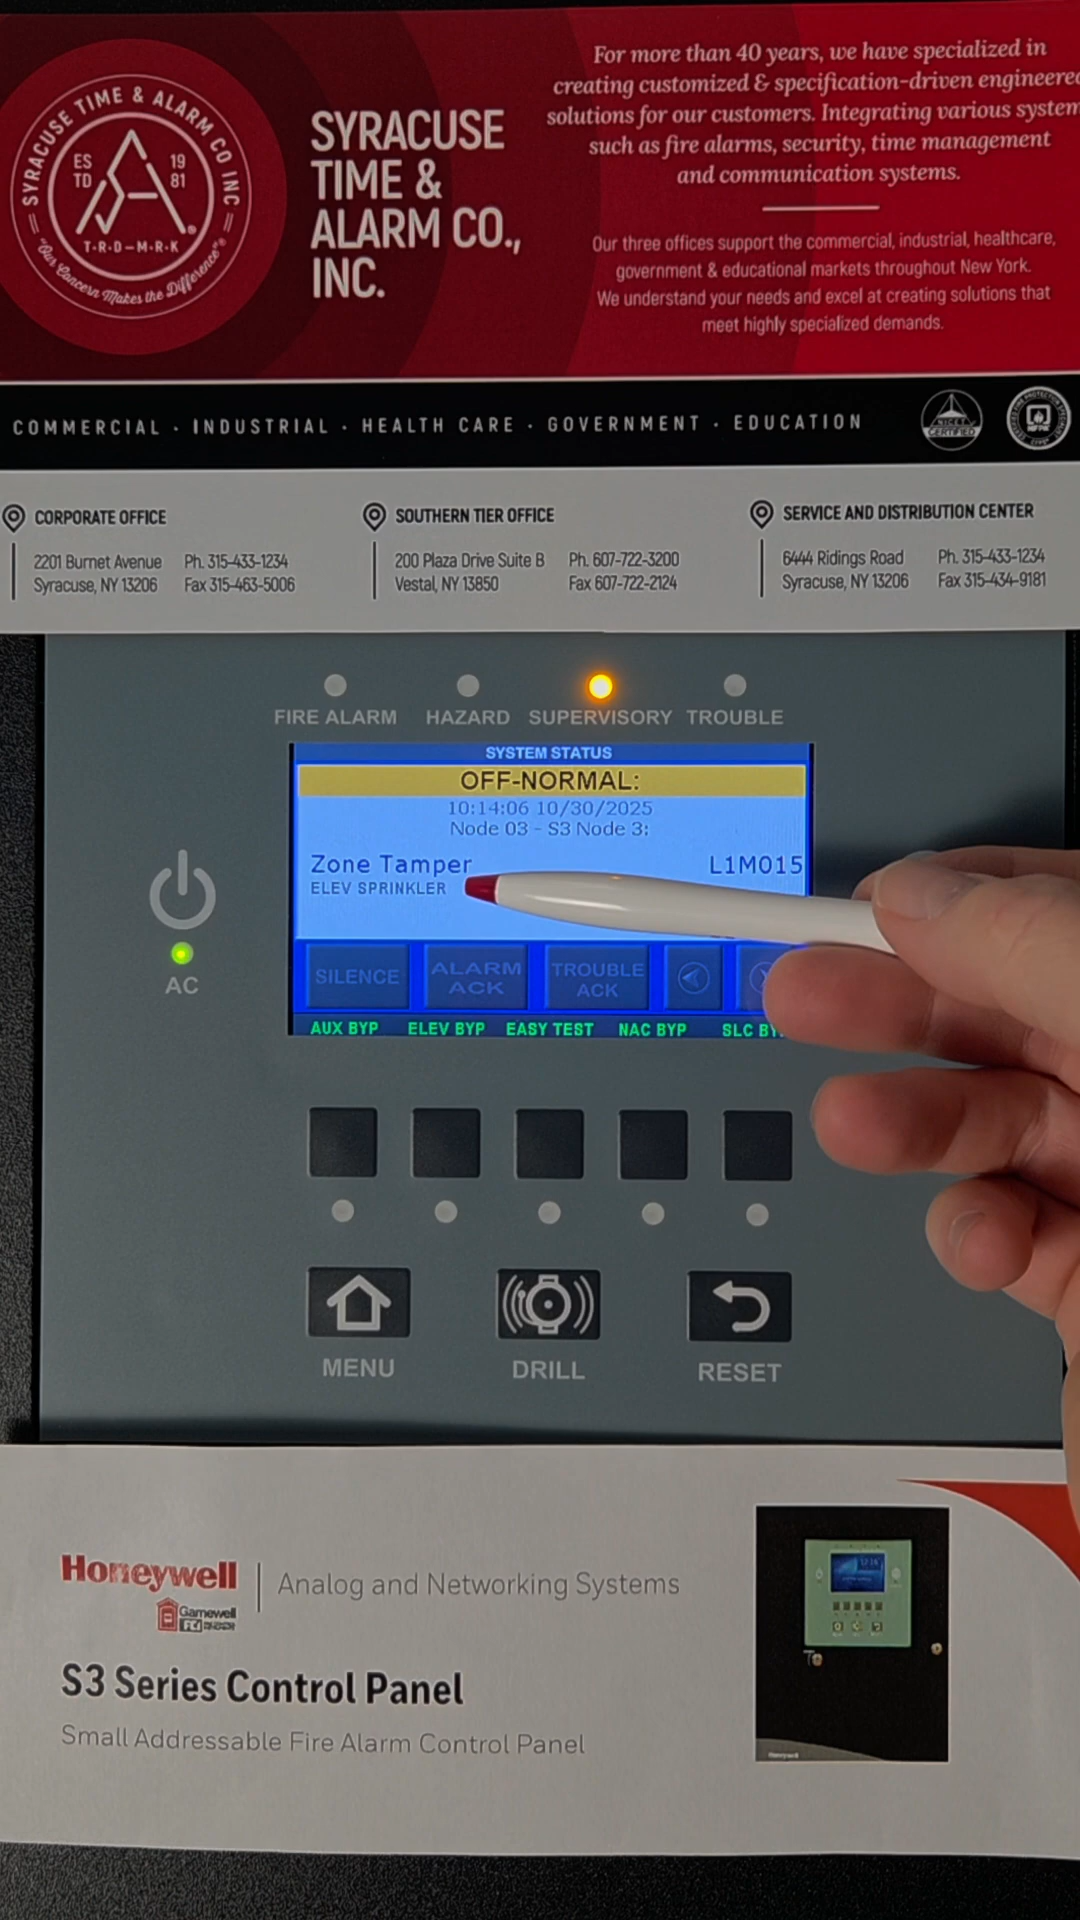 SYRACUSE TIME & ALARM CO INC
ES
TD
19
81
T·R·D–M·R·K
"Our Concern Makes the Difference"®
SYRACUSE
TIME &
ALARM CO.,
INC.
For more than 40 years, we have specialized in
creating customized & specification-driven engineered
solutions for our customers. Integrating various system
such as fire alarms, security, time management
and communication systems.
Our three offices support the commercial, industrial, healthcare,
government & educational markets throughout New York.
We understand your needs and excel at creating solutions that
meet highly specialized demands.
COMMERCIAL · INDUSTRIAL · HEALTH CARE · GOVERNMENT · EDUCATION
NICET
CERTIFIED
CORPORATE OFFICE
2201 Burnet Avenue Ph. 315-433-1234
Syracuse, NY 13206 Fax 315-463-5006
SOUTHERN TIER OFFICE
200 Plaza Drive Suite B Ph. 607-722-3200
Vestal, NY 13850 Fax 607-722-2124
SERVICE AND DISTRIBUTION CENTER
6444 Ridings Road Ph. 315-433-1234
Syracuse, NY 13206 Fax 315-434-9181
FIRE ALARM HAZARD SUPERVISORY TROUBLE
SYSTEM STATUS
OFF-NORMAL:
10:14:06 10/30/2025
Node 03 - S3 Node 3:
Zone Tamper L1M015
ELEV SPRINKLER
AC
SILENCE
ALARM
ACK
TROUBLE
ACK
AUX BYP ELEV BYP EASY TEST NAC BYP SLC BY
MENU DRILL RESET
Honeywell
Gamewell
FCI
Analog and Networking Systems
S3 Series Control Panel
Small Addressable Fire Alarm Control Panel
Honeywell